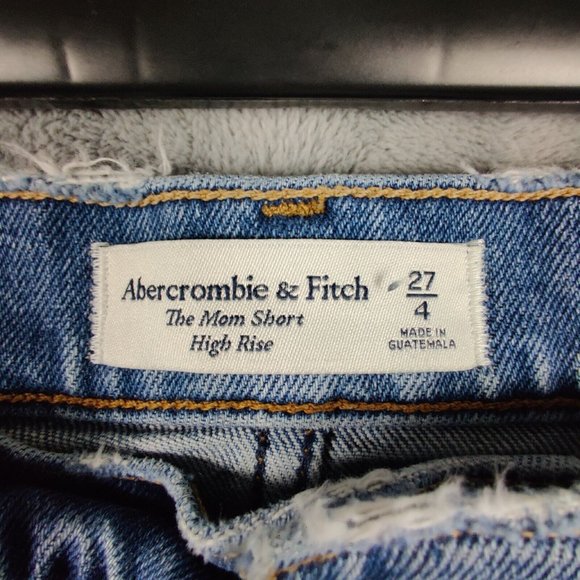 Abercrombie & Fitch
The Mom Short
High Rise
27
4
MADE IN
GUATEMALA